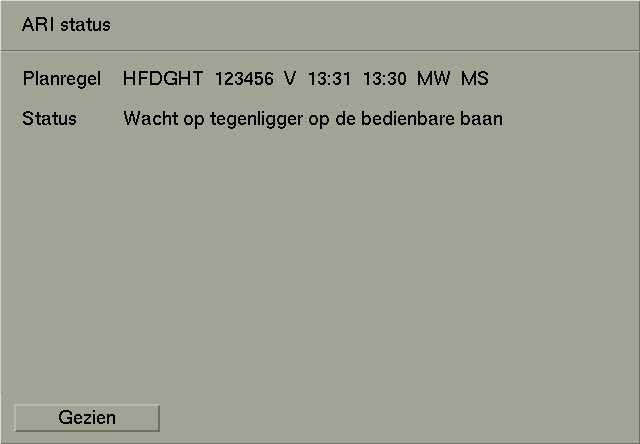 ARI status
Planregel HFDGHT 123456 V 13:31 13:30 MW MS
Status Wacht op tegenligger op de bedienbare baan
Gezien